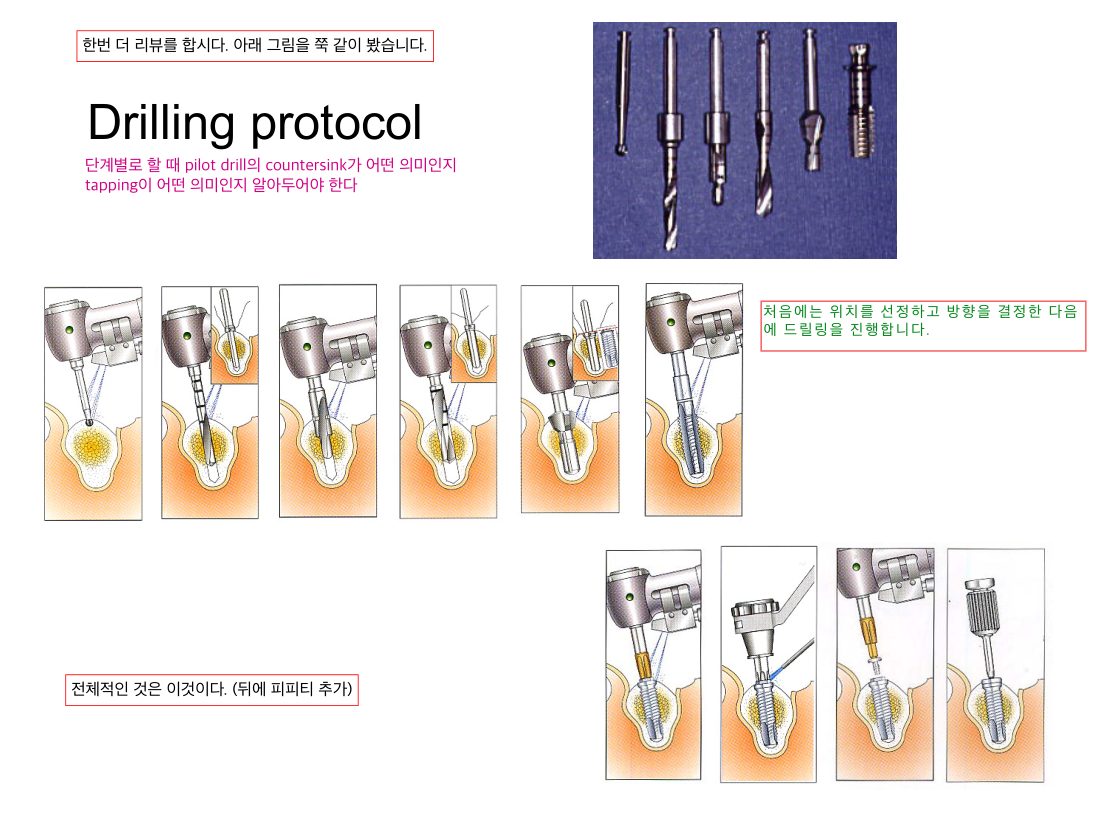 한번 더 리뷰를 합시다. 아래 그림을 쭉 같이 봤습니다.
Drilling protocol
단계별로 할 때 pilot drill의 countersink가 어떤 의미인지
tapping이 어떤 의미인지 알아두어야 한다
처음에는 위치를 선정하고 방향을 결정한 다음
에 드릴링을 진행합니다.
전체적인 것은 이것이다. (뒤에 피피티 추가)